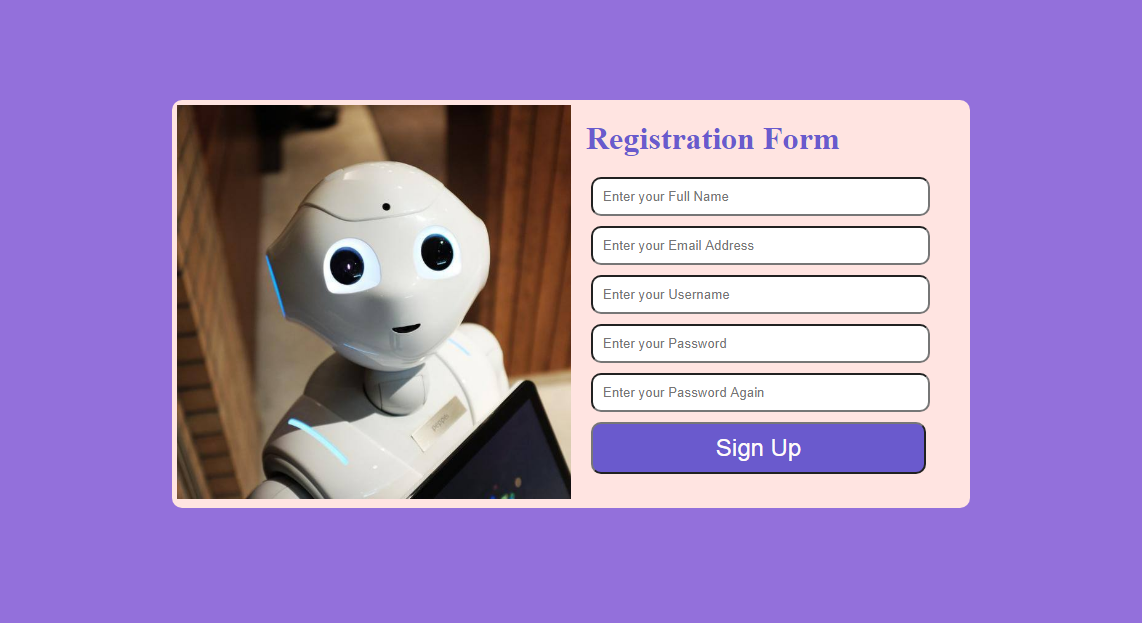 Registration Form
Enter your Full Name
Enter your Email Address
Enter your Username
Enter your Password
Enter your Password Again
Sign Up